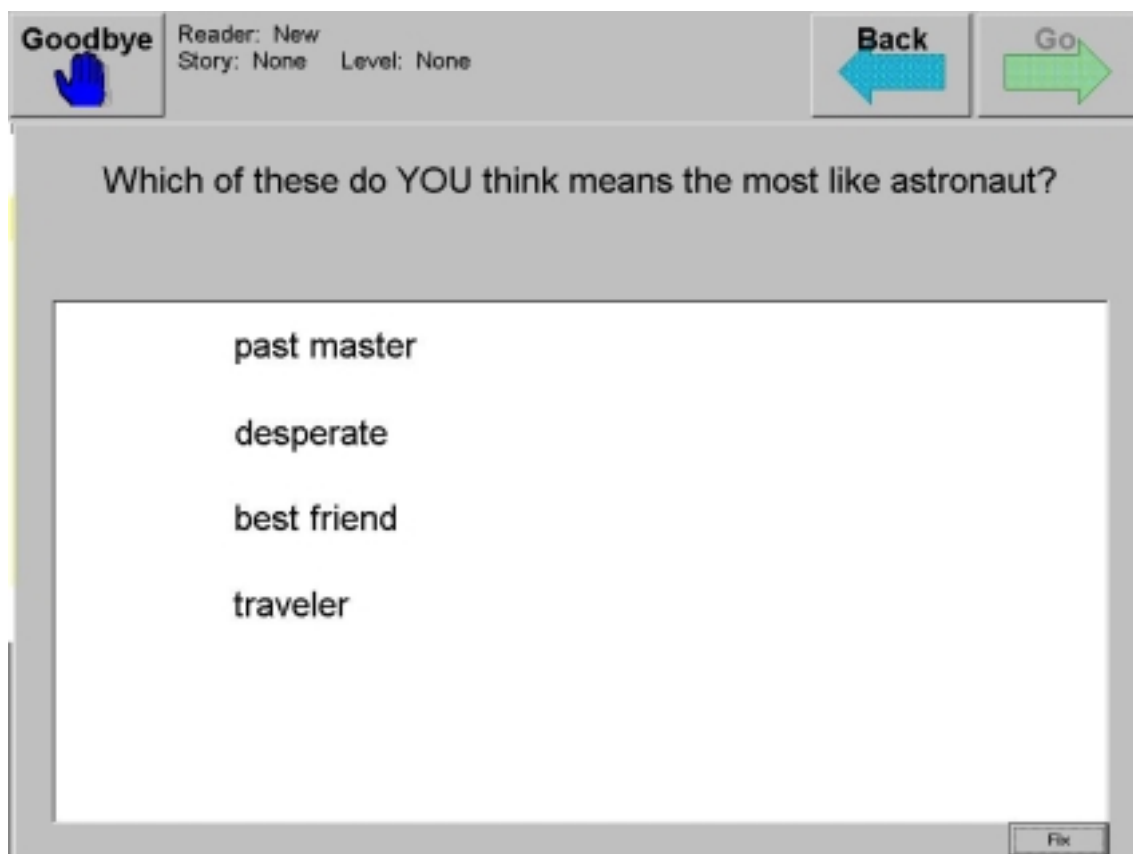 Goodbye
Reader: New
Story: None Level: None
Back
Go
Which of these do YOU think means the most like astronaut?
past master
desperate
best friend
traveler
Fix